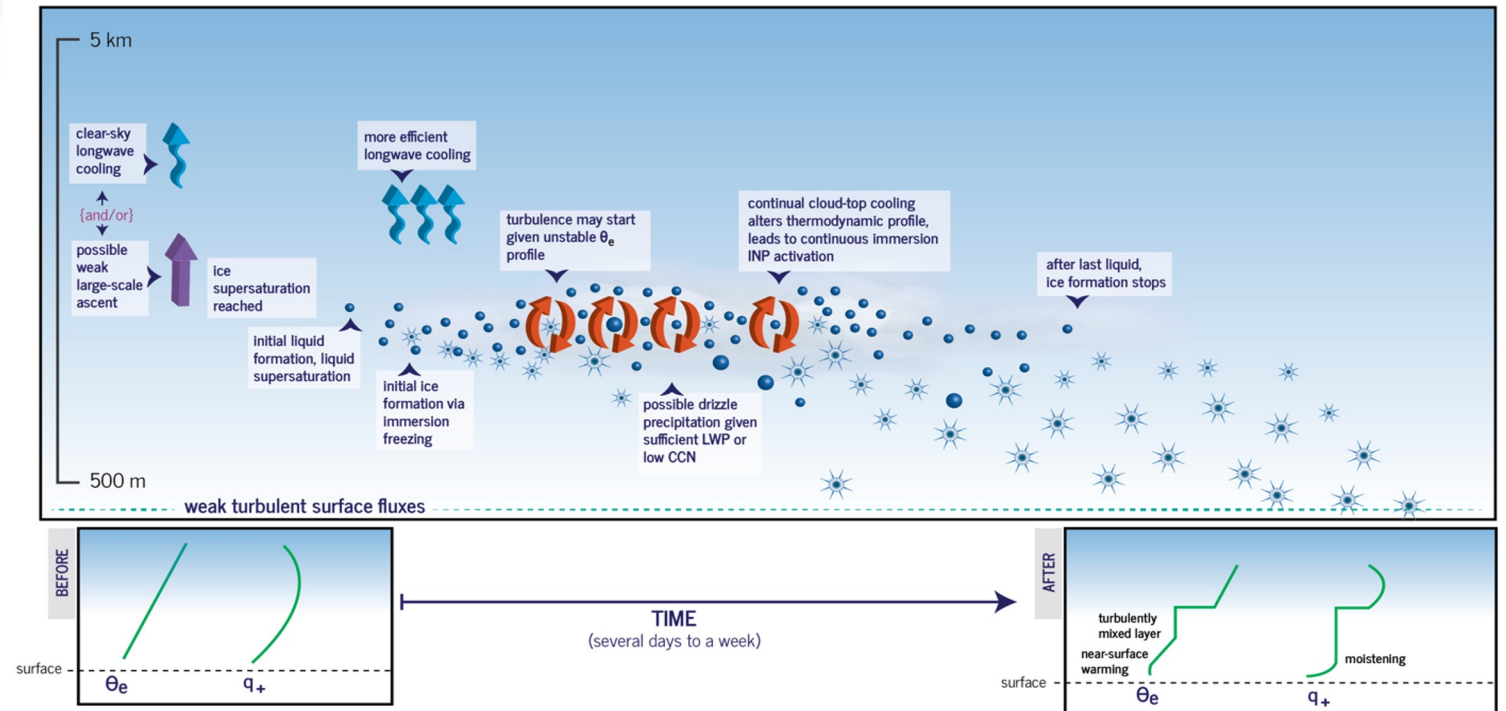 5 km
clear-sky
longwave
cooling
{and/or}
possible
weak
large-scale
ascent
ice
supersaturation
reached
initial liquid
formation, liquid
supersaturation
more efficient
longwave cooling
initial ice
formation via
immersion
freezing
turbulence may start
given unstable θe
profile
possible drizzle
precipitation given
sufficient LWP or
low CCN
continual cloud-top cooling
alters thermodynamic profile,
leads to continuous immersion
INP activation
after last liquid,
ice formation stops
500 m
weak turbulent surface fluxes
BEFORE
surface
θe
q+
TIME
(several days to a week)
AFTER
turbulently
mixed layer
near-surface
warming
moistening
surface
θe
q+